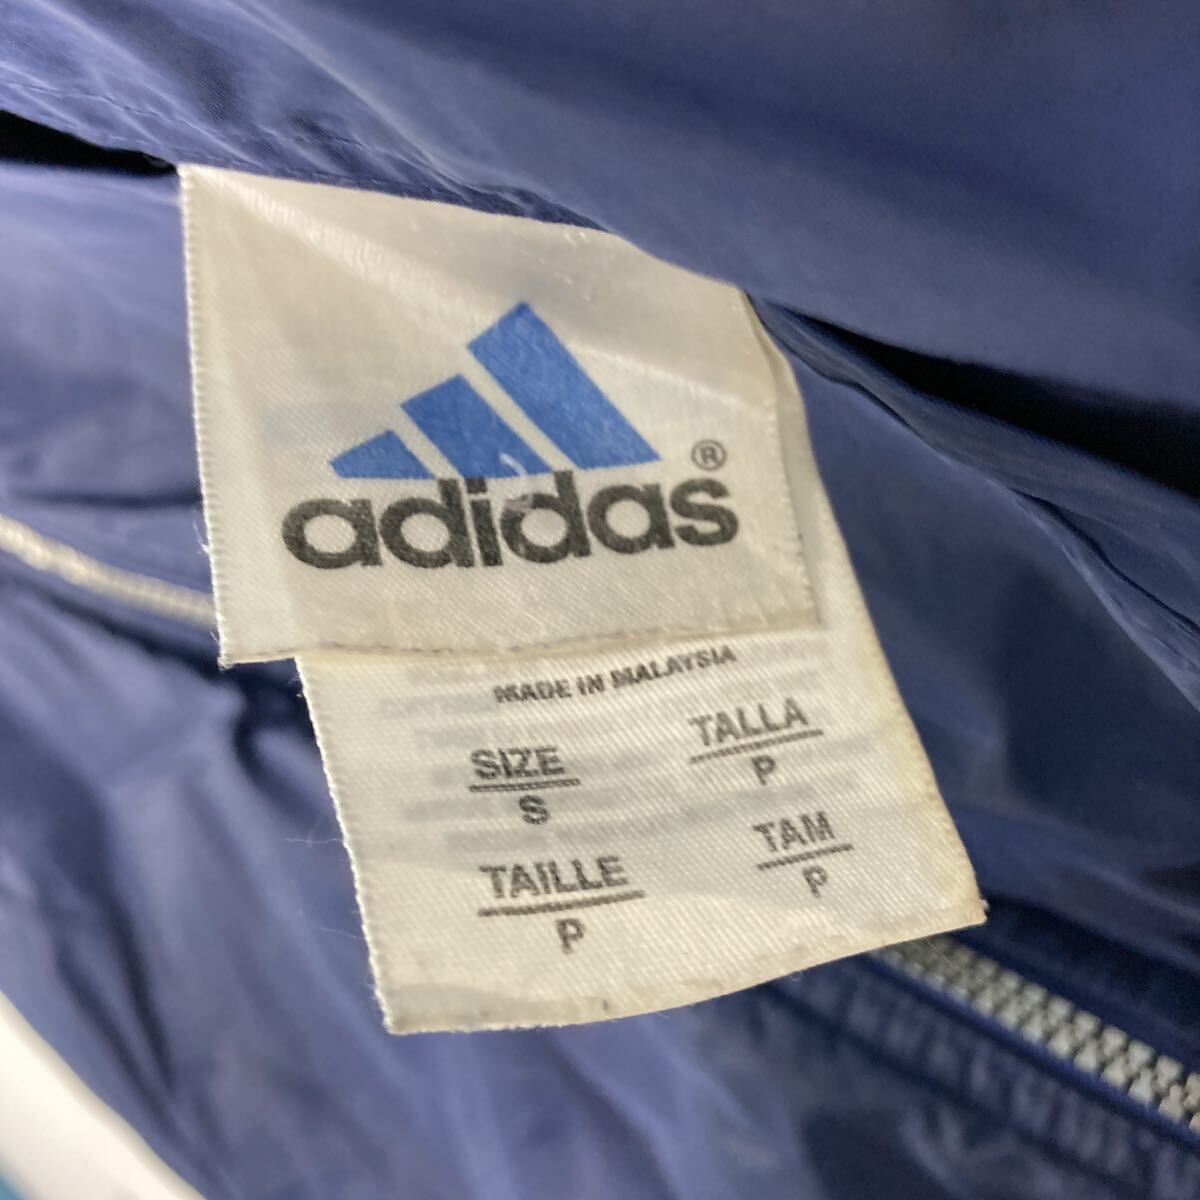 adidas®
MADE IN MALAYSIA
SIZE TALLA
S P
TAILLE TAM
P P